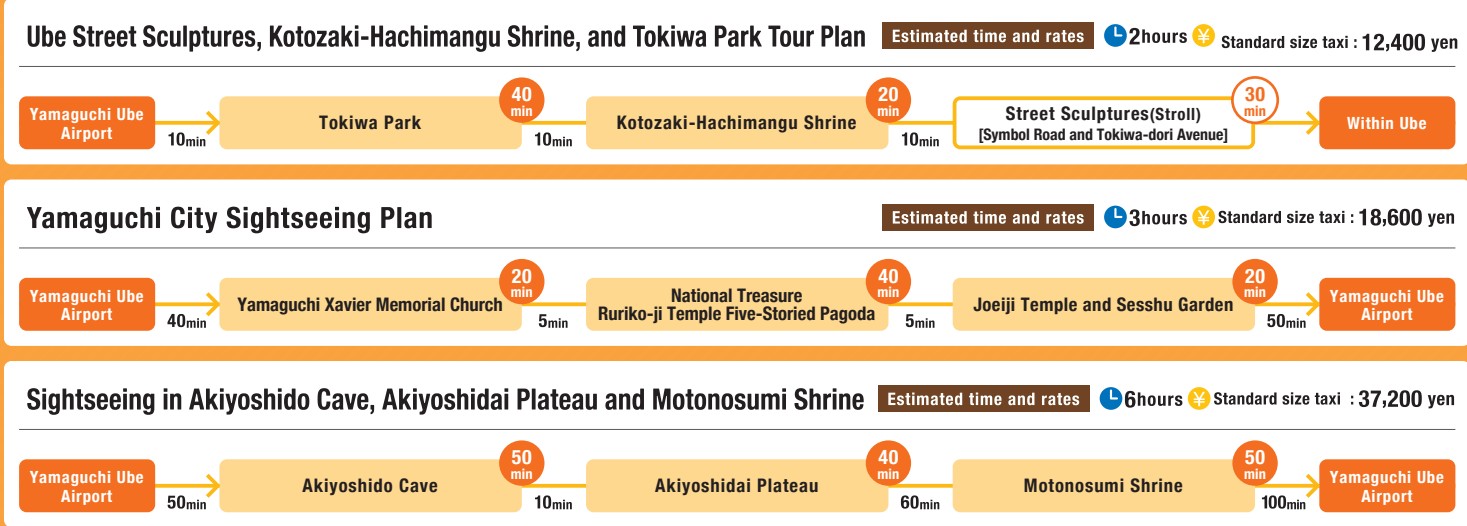 Ube Street Sculptures, Kotozaki-Hachimangu Shrine, and Tokiwa Park Tour Plan
Estimated time and rates
2hours ¥ Standard size taxi : 12,400 yen
Yamaguchi Ube
Airport
10min
Tokiwa Park
40
min
10min
Kotozaki-Hachimangu Shrine
20
min
10min
Street Sculptures(Stroll)
[Symbol Road and Tokiwa-dori Avenue]
30
min
Within Ube
Yamaguchi City Sightseeing Plan
Estimated time and rates
3hours ¥ Standard size taxi : 18,600 yen
Yamaguchi Ube
Airport
40min
Yamaguchi Xavier Memorial Church
20
min
5min
National Treasure
Ruriko-ji Temple Five-Storied Pagoda
40
min
5min
Joeiji Temple and Sesshu Garden
20
min
50min
Yamaguchi Ube
Airport
Sightseeing in Akiyoshido Cave, Akiyoshidai Plateau and Motonosumi Shrine
Estimated time and rates
6hours ¥ Standard size taxi : 37,200 yen
Yamaguchi Ube
Airport
50min
Akiyoshido Cave
50
min
10min
Akiyoshidai Plateau
40
min
60min
Motonosumi Shrine
50
min
100min
Yamaguchi Ube
Airport